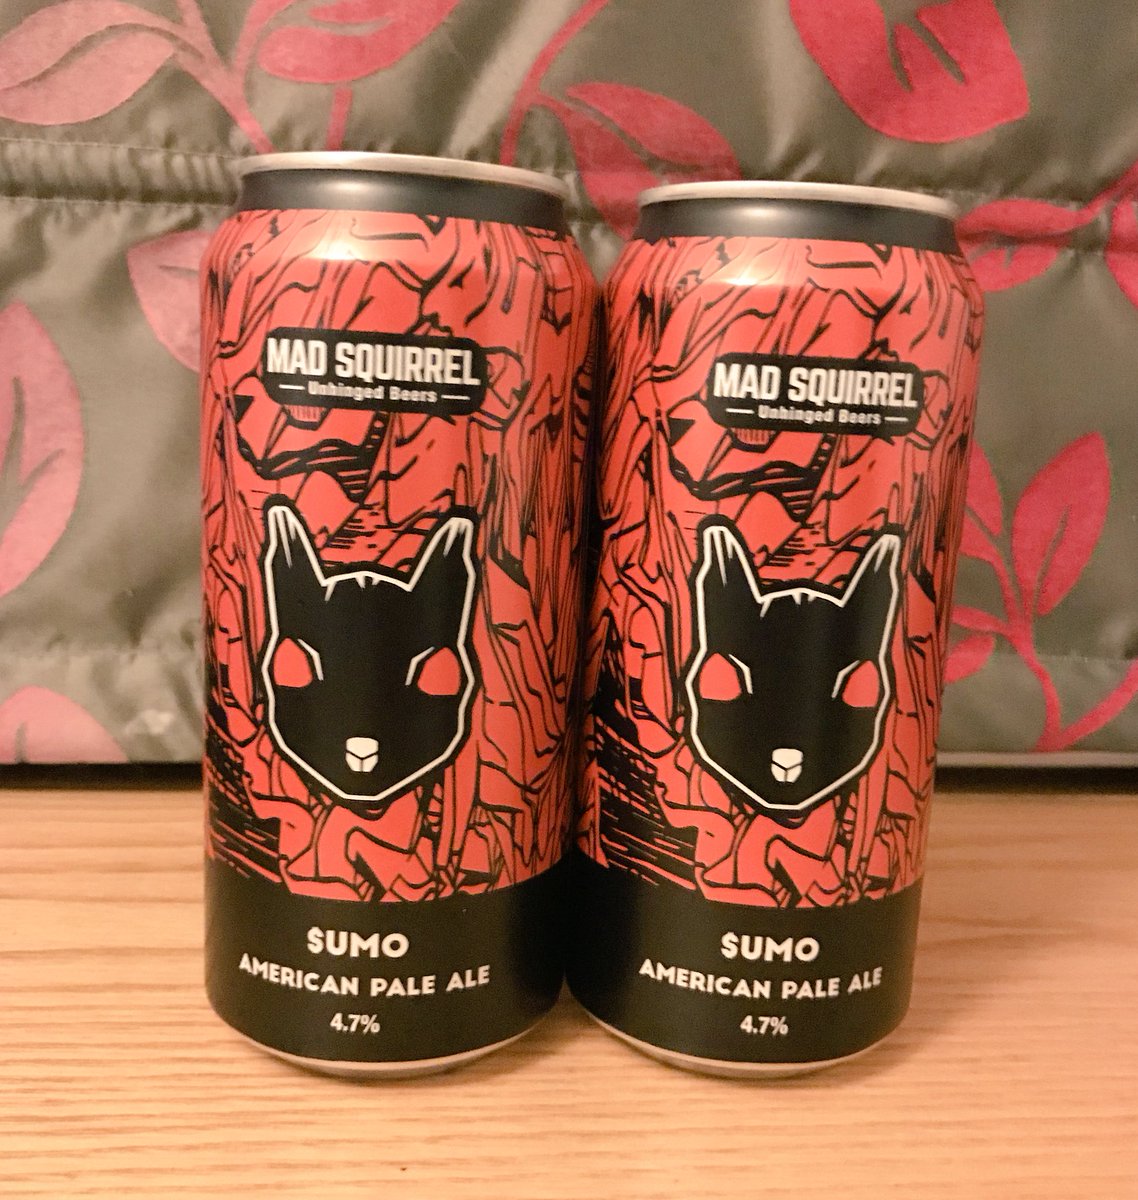 MAD SQUIRREL
Unhinged Beers
$UMO
AMERICAN PALE ALE
4.7%
MAD SQUIRREL
Unhinged Beers
$UMO
AMERICAN PALE ALE
4.7%